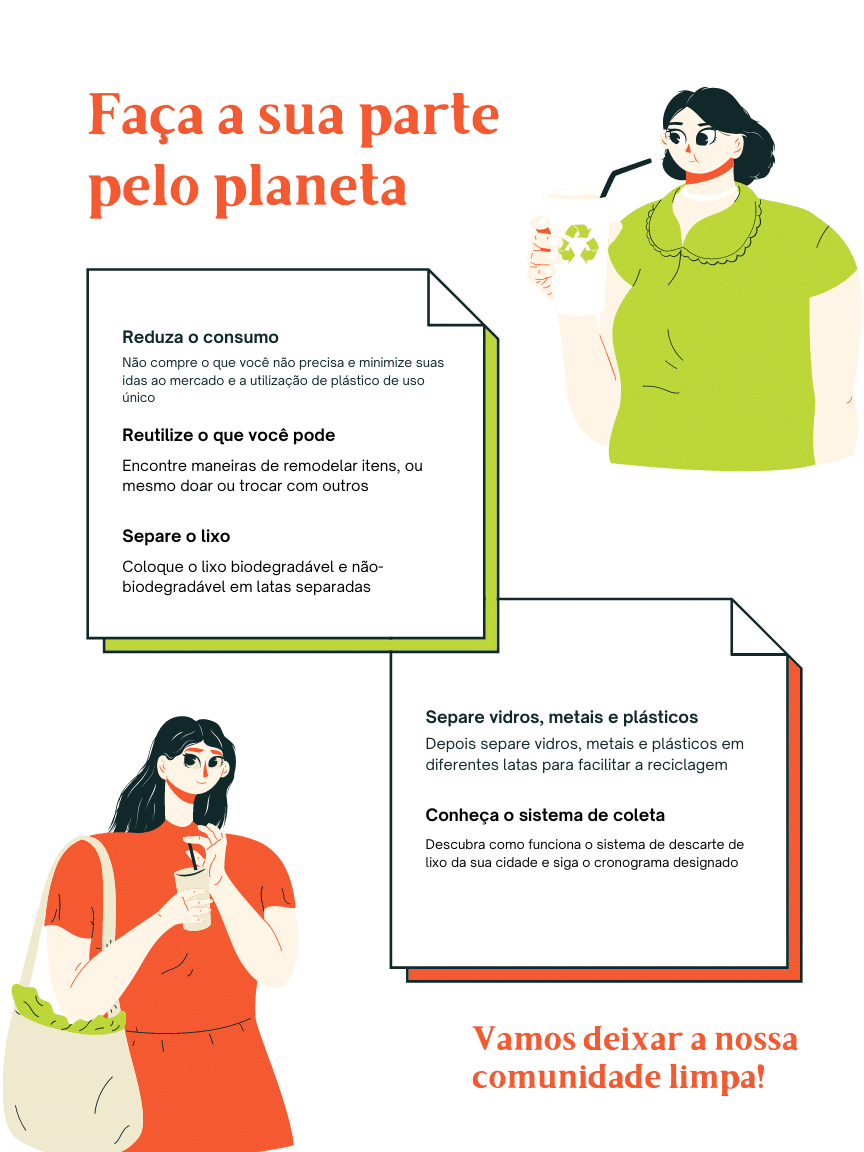 Faça a sua parte
pelo planeta
Reduza o consumo
Não compre o que você não precisa e minimize suas
idas ao mercado e a utilização de plástico de uso
único
Reutilize o que você pode
Encontre maneiras de remodelar itens, ou
mesmo doar ou trocar com outros
Separe o lixo
Coloque o lixo biodegradável e não-
biodegradável em latas separadas
Separe vidros, metais e plásticos
Depois separe vidros, metais e plásticos em
diferentes latas para facilitar a reciclagem
Conheça o sistema de coleta
Descubra como funciona o sistema de descarte de
lixo da sua cidade e siga o cronograma designado
Vamos deixar a nossa
comunidade limpa!